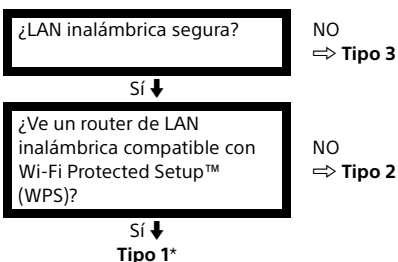 ¿LAN inalámbrica segura?
NO
⇨ Tipo 3
Sí ⬇
¿Ve un router de LAN
inalámbrica compatible con
Wi-Fi Protected Setup™
(WPS)?
NO
⇨ Tipo 2
Sí ⬇
Tipo 1*